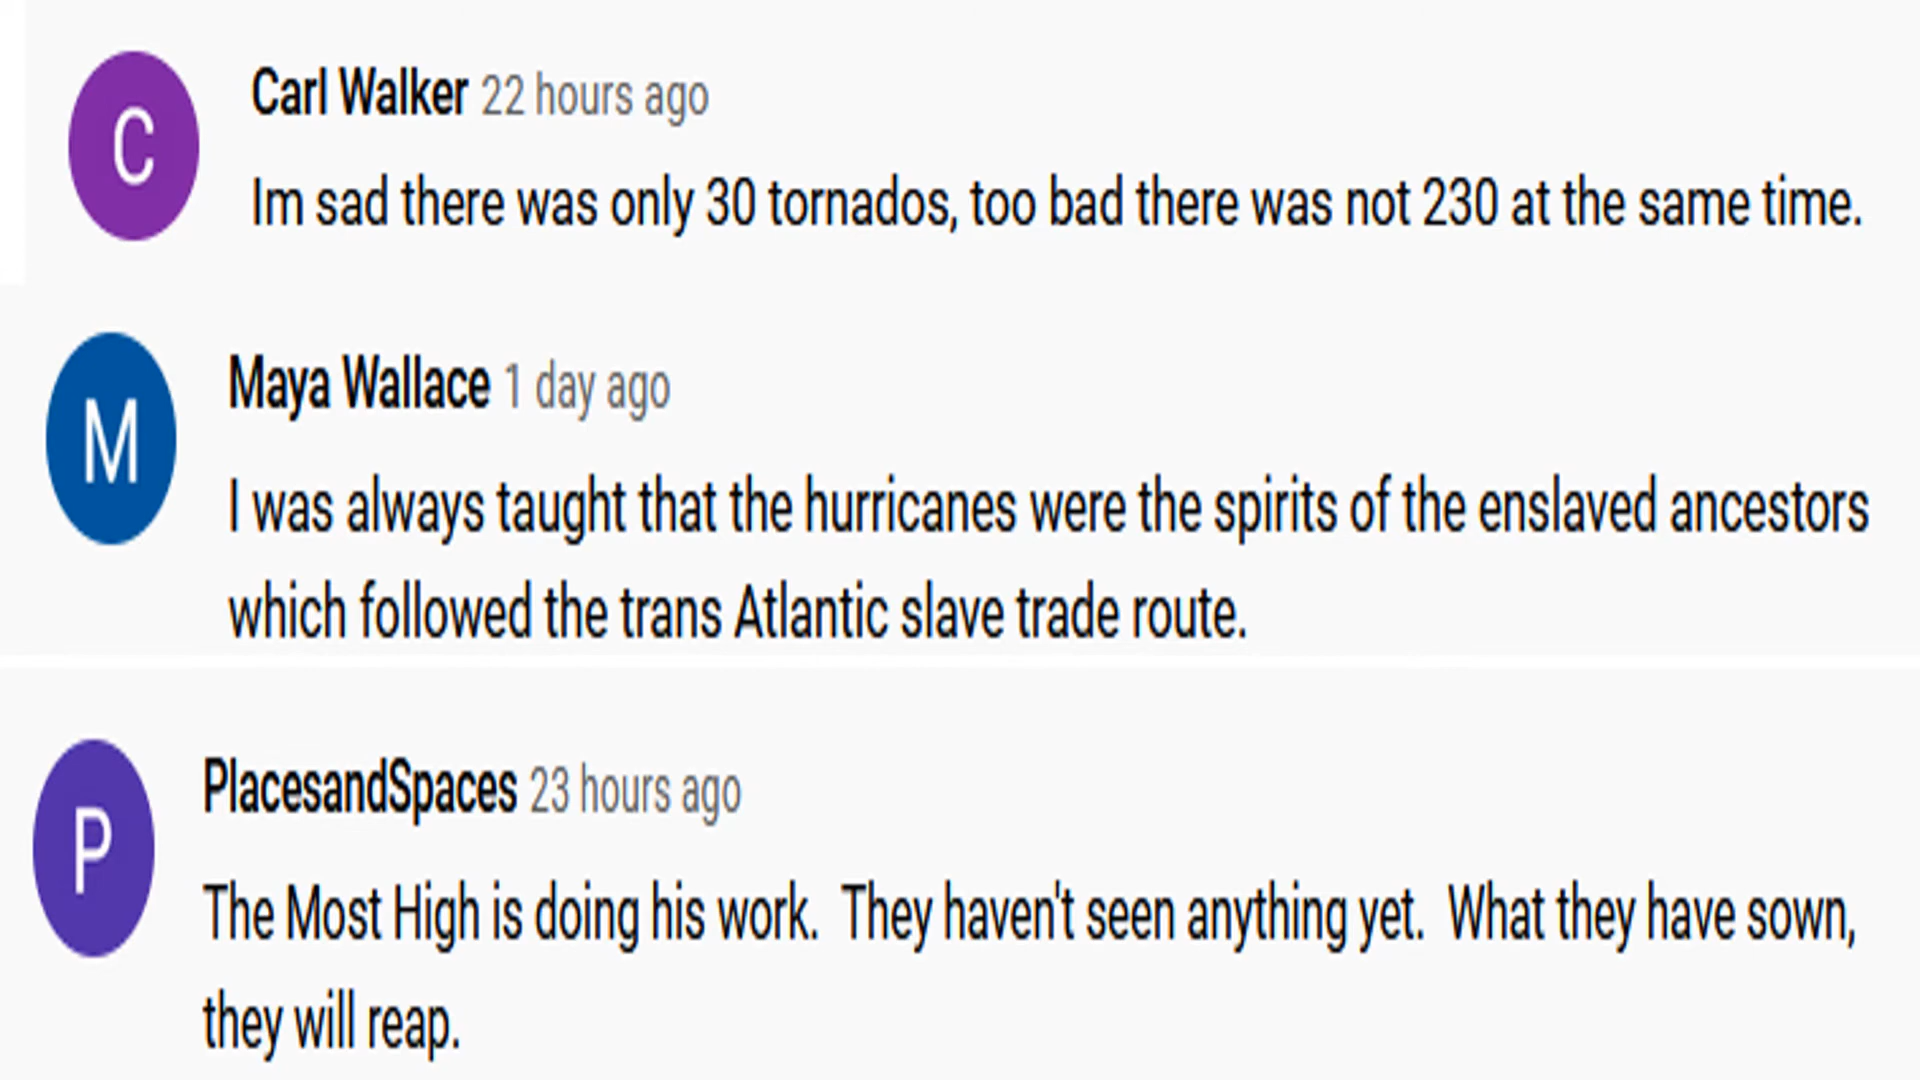 C
Carl Walker 22 hours ago
Im sad there was only 30 tornados, too bad there was not 230 at the same time.
M
Maya Wallace 1 day ago
I was always taught that the hurricanes were the spirits of the enslaved ancestors
which followed the trans Atlantic slave trade route.
P
PlacesandSpaces 23 hours ago
The Most High is doing his work.  They haven't seen anything yet.  What they have sown,
they will reap.